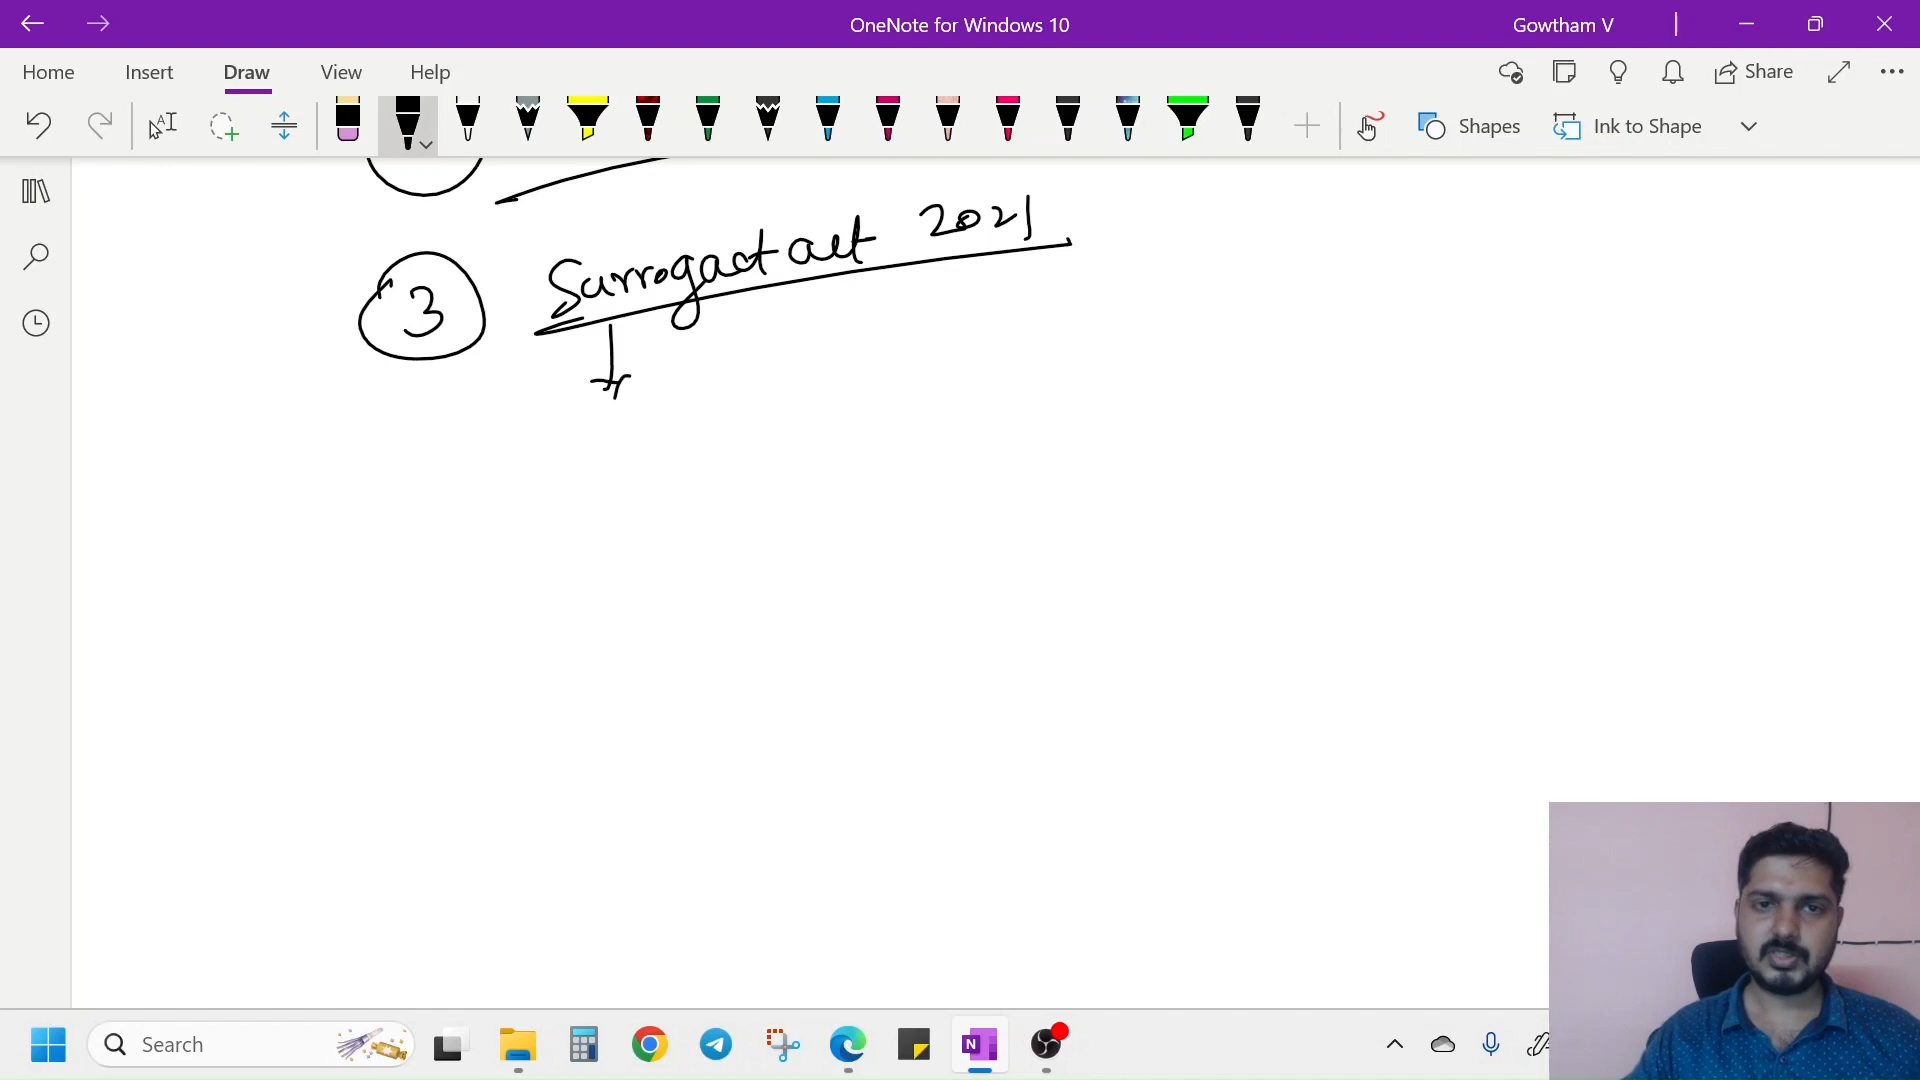 OneNote for Windows 10
Gowtham V
Home Insert Draw View Help
Share
Shapes
Ink to Shape
3 Surrogact act 2021
Search